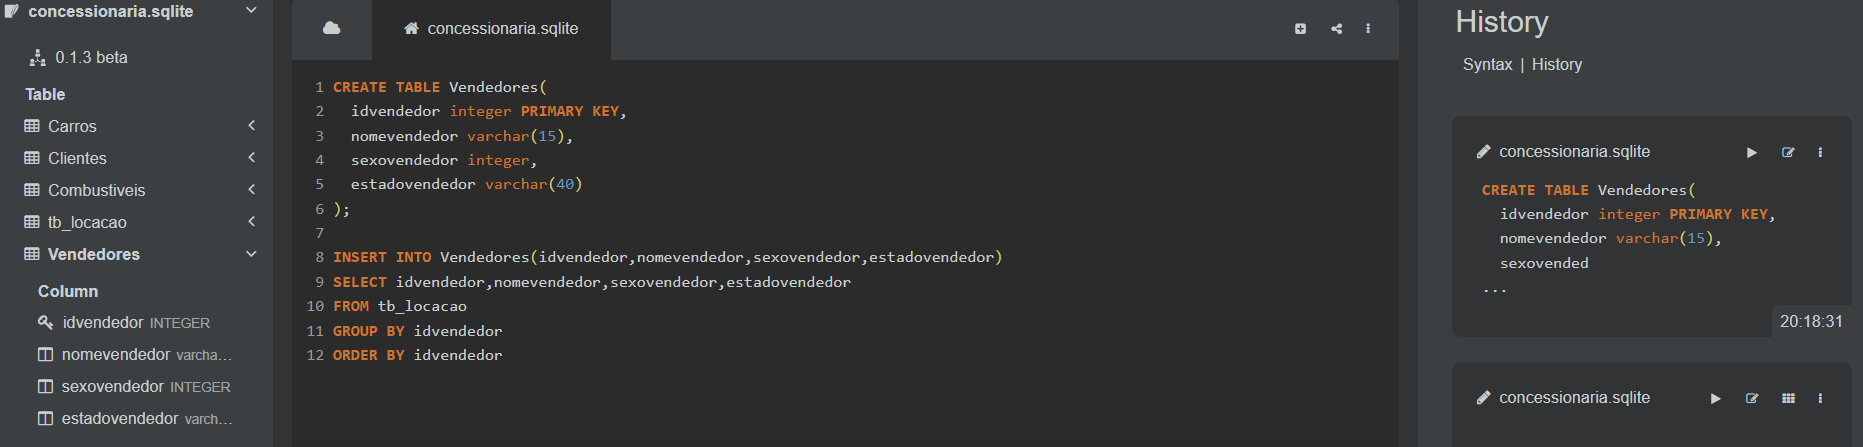 concessionaria.sqlite
0.1.3 beta
Table
Carros
Clientes
Combustiveis
tb_locacao
Vendedores
Column
idvendedor INTEGER
nomevendedor varcha...
sexovendedor INTEGER
estadovendedor varch...
concessionaria.sqlite
1 CREATE TABLE Vendedores(
2 idvendedor integer PRIMARY KEY,
3 nomevendedor varchar(15),
4 sexovendedor integer,
5 estadovendedor varchar(40)
6 );
7
8 INSERT INTO Vendedores(idvendedor,nomevendedor,sexovendedor,estadovendedor)
9 SELECT idvendedor,nomevendedor,sexovendedor,estadovendedor
10 FROM tb_locacao
11 GROUP BY idvendedor
12 ORDER BY idvendedor
History
Syntax | History
concessionaria.sqlite
CREATE TABLE Vendedores(
idvendedor integer PRIMARY KEY,
nomevendedor varchar(15),
sexovended
...
20:18:31
concessionaria.sqlite